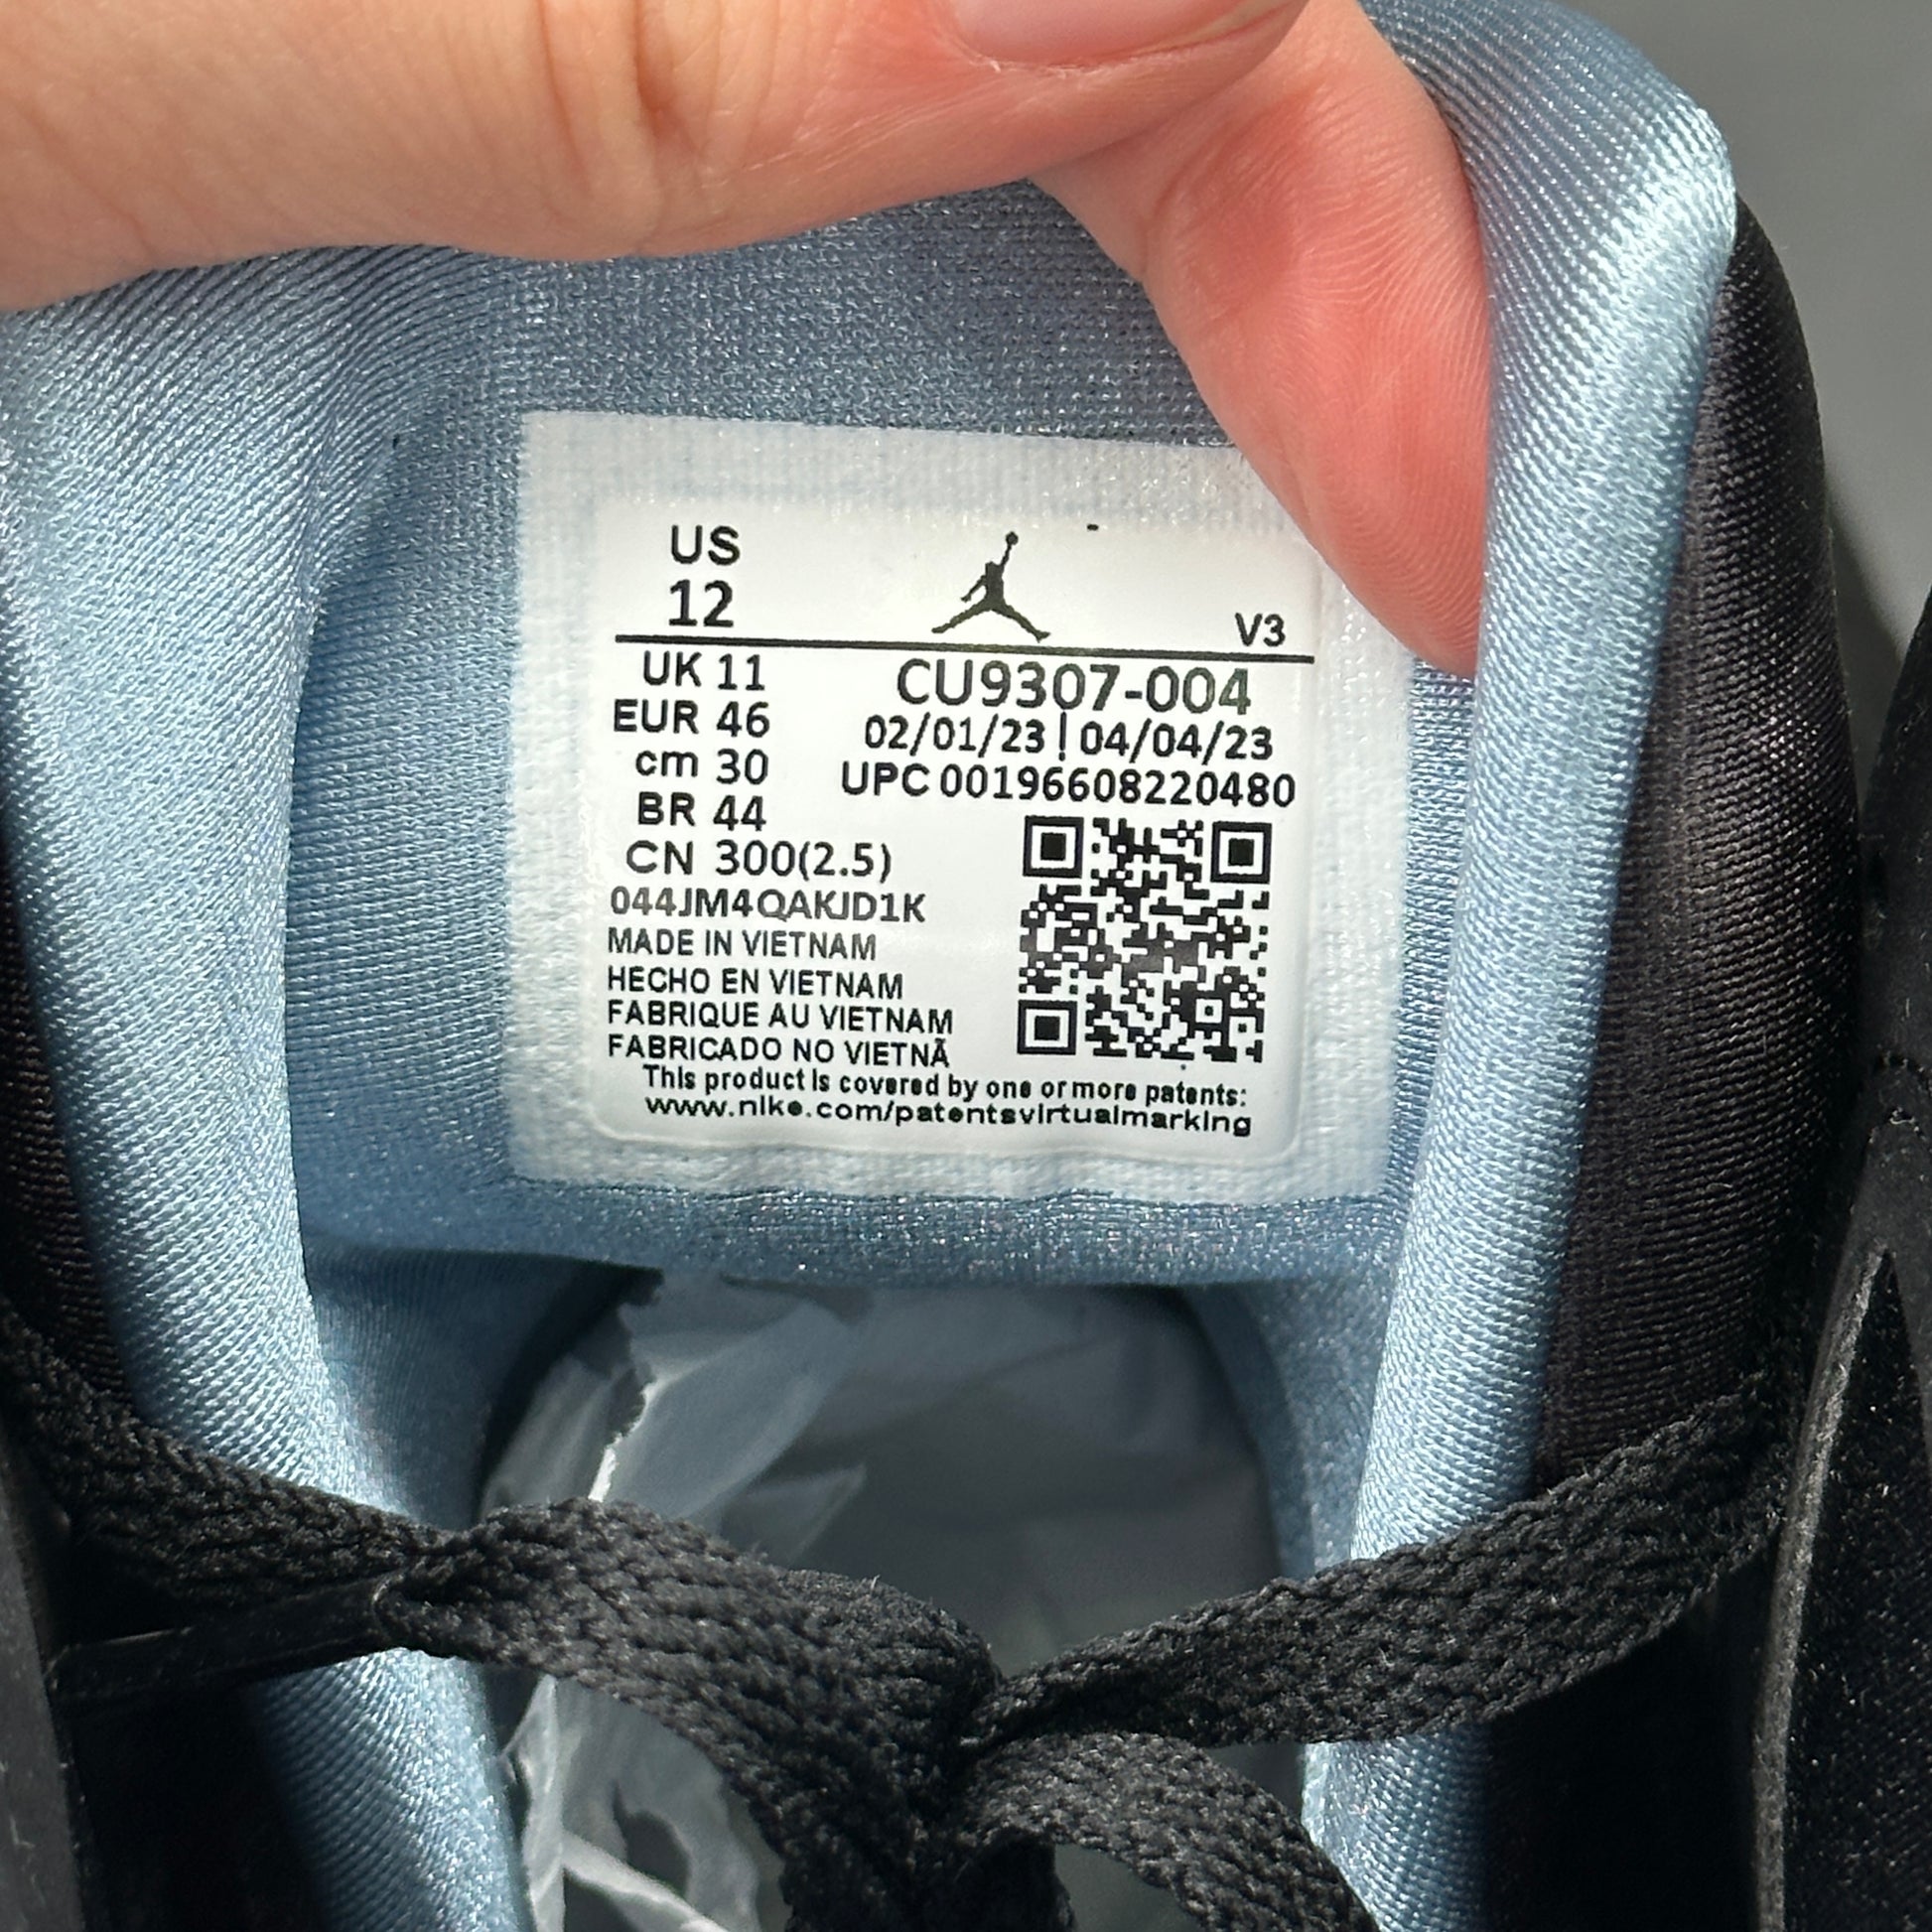 US
12
V3
UK 11
EUR 46
cm 30
BR 44
CN 300(2.5)
CU9307-004
02/01/23 | 04/04/23
UPC 00196608220480
044JM4QAKJD1K
MADE IN VIETNAM
HECHO EN VIETNAM
FABRIQUE AU VIETNAM
FABRICADO NO VIETNÃ
This product is covered by one or more patents:
www.nike.com/patentsvirtualmarking